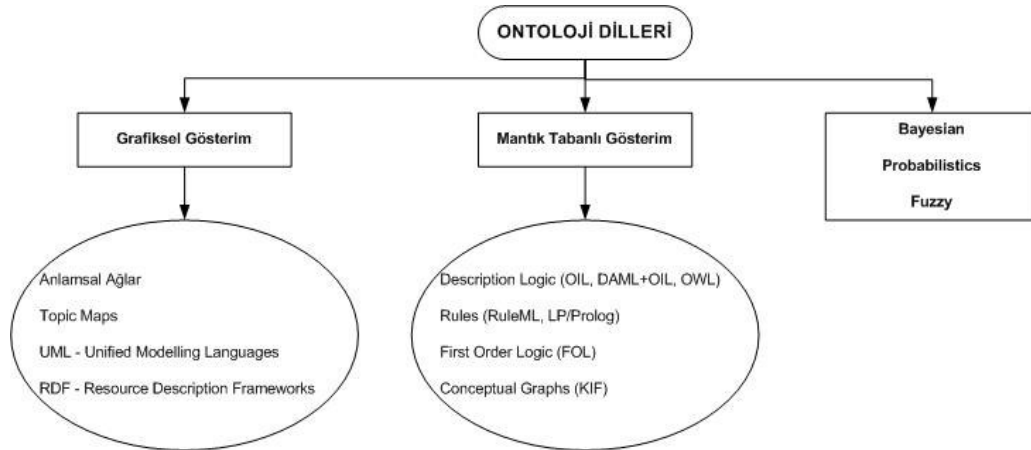 ONTOLOJİ DİLLERİ
Grafiksel Gösterim
Mantık Tabanlı Gösterim
Bayesian
Probabilistics
Fuzzy
Anlamsal Ağlar
Topic Maps
UML - Unified Modelling Languages
RDF - Resource Description Frameworks
Description Logic (OIL, DAML+OIL, OWL)
Rules (RuleML, LP/Prolog)
First Order Logic (FOL)
Conceptual Graphs (KIF)